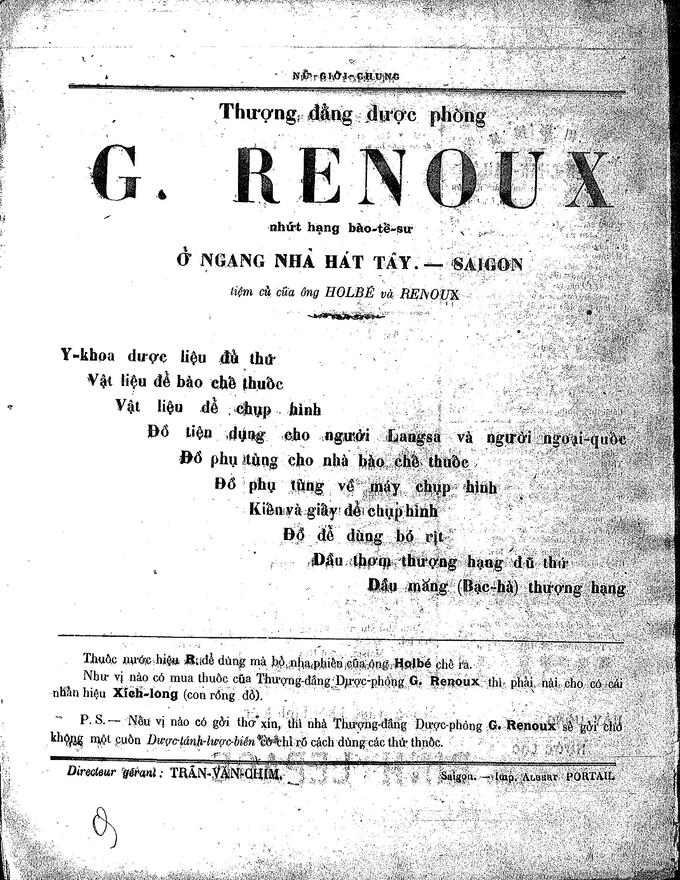 NỮ-GIỚI-CHUNG
Thượng đẳng dược phòng
G. RENOUX
nhứt hạng bào-tề-sư
Ở NGANG NHÀ HÁT TÂY. — SAIGON
tiệm củ của ông HOLBÉ và RENOUX
Y-khoa dược liệu đủ thứ
Vật liệu để bào chế thuốc
Vật liệu để chụp hình
Đồ tiện dụng cho người Langsa và người ngoại-quốc
Đồ phụ tùng cho nhà bào chế thuốc
Đồ phụ tùng về máy chụp hình
Kiến và giấy để chụp hình
Đồ để dùng bó rịt
Dầu thơm thượng hạng đủ thứ
Dầu măng (Bạc-hà) thượng hạng
Thuốc nước hiệu R. để dùng mà bỏ nha phiến của ông Holbé chế ra.
Như vị nào có mua thuốc của Thượng-đẳng Dược-phòng G. Renoux thì phải nài cho có cái
nhãn hiệu Xích-long (con rồng đỏ).
P. S. — Nếu vị nào có gởi thơ xin, thì nhà Thượng-đẳng Dược-phòng G. Renoux sẽ gởi cho
không một cuốn Dược-tánh-lược-biên có chỉ rỏ cách dùng các thứ thuốc.
Directeur gérant : TRẦN-VĂN-CHIM.
Saigon. — Imp. ALBERT PORTAIL